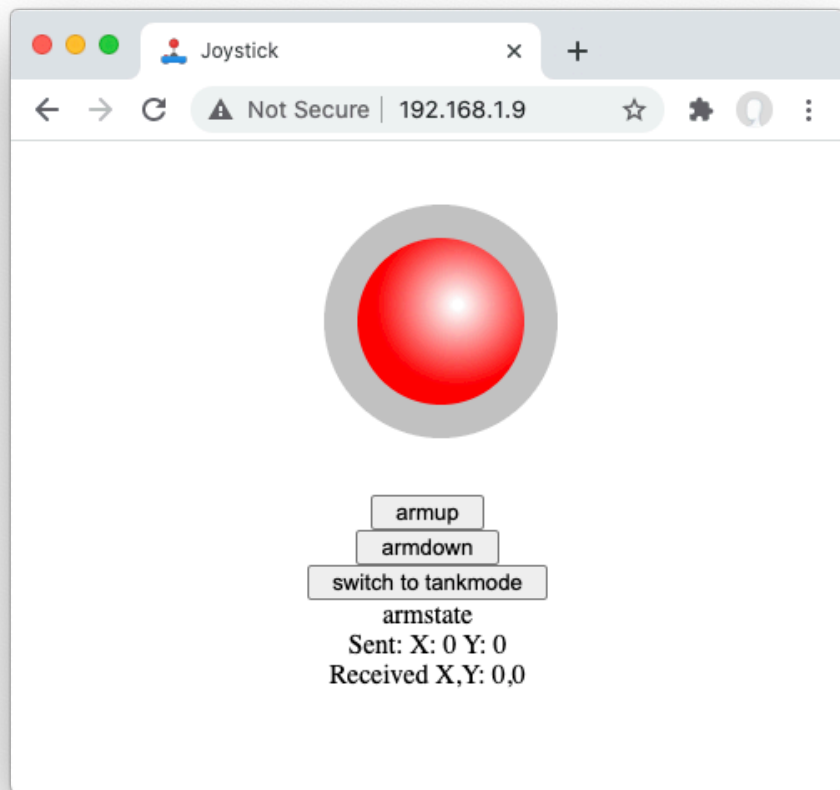 Joystick
Not Secure 192.168.1.9
armup
armdown
switch to tankmode
armstate
Sent: X: 0 Y: 0
Received X,Y: 0,0